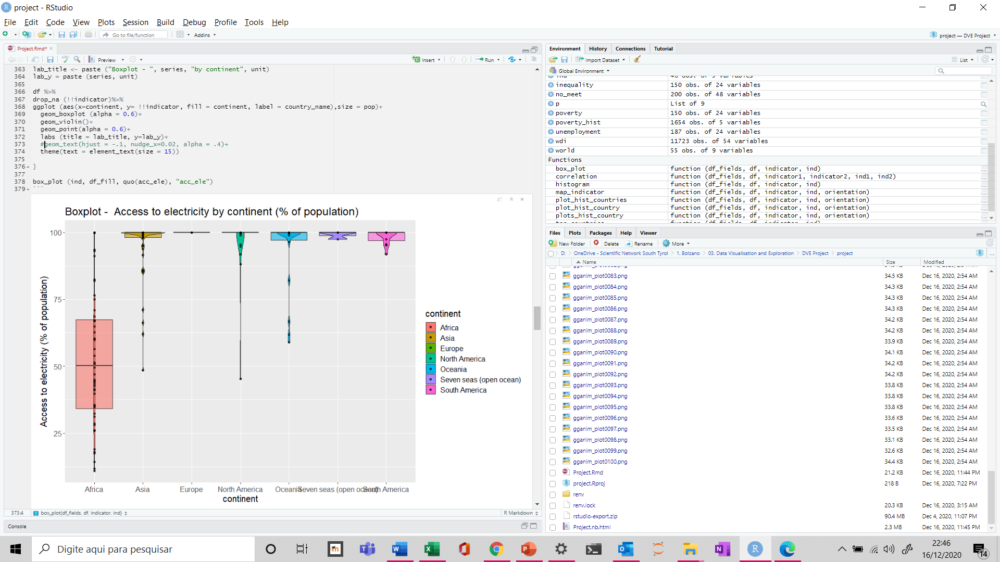 project - RStudio
File Edit Code View Plots Session Build Debug Profile Tools Help
Go to file/function Addins project — DVE Project
Project.Rmd*
ABC Preview Insert Run
363 lab_title <- paste ("Boxplot - ", series, "by continent", unit)
364 lab_y = paste (series, unit)
365
366 df %>%
367 drop_na (!!indicator)%>%
368 ggplot (aes(x=continent, y= !!indicator, fill = continent, label = country_name),size = pop)+
369 geom_boxplot (alpha = 0.6)+
370 geom_violin()+
371 geom_point(alpha = 0.6)+
372 labs (title = lab_title, y=lab_y)+
373 #geom_text(hjust = -.1, nudge_x=0.02, alpha = .4)+
374 theme(text = element_text(size = 15))
375
376 }
377
378 box_plot (ind, df_fill, quo(acc_ele), "acc_ele")
379 ```
Boxplot - Access to electricity by continent (% of population)
Access to electricity (% of population)
100
75
50
25
Africa Asia Europe North America Oceania Seven seas (open ocean) South America
continent
continent
Africa
Asia
Europe
North America
Oceania
Seven seas (open ocean)
South America
373:4 box_plot(df_fields, df, indicator, ind) R Markdown
Console
Environment History Connections Tutorial
Import Dataset List
Global Environment
inequality 150 obs. of 24 variables
no_meet 200 obs. of 48 variables
p List of 9
poverty 150 obs. of 24 variables
poverty_hist 1654 obs. of 5 variables
unemployment 187 obs. of 24 variables
wdi 11723 obs. of 54 variables
world 55 obs. of 9 variables
Functions
box_plot function (df_fields, df, indicator, ind)
correlation function (df_fields, df, indicator1, indicator2, ind1, ind2)
histogram function (df_fields, df, indicator, ind)
map_indicator function (df_fields, df, indicator, ind, orientation)
plot_hist_countries function (df_fields, df, indicator, ind, orientation)
plot_hist_country function (df_fields, df, indicator, ind, orientation)
plots_hist_country function (df_fields, df, indicator, ind, orientation)
Files Plots Packages Help Viewer
New Folder Delete Rename More
D: OneDrive - Scientific Network South Tyrol 1. Bolzano 03. Data Visualisation and Exploration DVE Project project ...
Name Size Modified
gganim_plot0083.png 34.5 KB Dec 16, 2020, 2:54 AM
gganim_plot0084.png 34.3 KB Dec 16, 2020, 2:54 AM
gganim_plot0085.png 34.3 KB Dec 16, 2020, 2:54 AM
gganim_plot0086.png 34.3 KB Dec 16, 2020, 2:54 AM
gganim_plot0087.png 34.2 KB Dec 16, 2020, 2:54 AM
gganim_plot0088.png 34.2 KB Dec 16, 2020, 2:54 AM
gganim_plot0089.png 33.9 KB Dec 16, 2020, 2:54 AM
gganim_plot0090.png 34.1 KB Dec 16, 2020, 2:54 AM
gganim_plot0091.png 34.2 KB Dec 16, 2020, 2:54 AM
gganim_plot0092.png 34.2 KB Dec 16, 2020, 2:54 AM
gganim_plot0093.png 33.8 KB Dec 16, 2020, 2:54 AM
gganim_plot0094.png 33.8 KB Dec 16, 2020, 2:54 AM
gganim_plot0095.png 33.8 KB Dec 16, 2020, 2:54 AM
gganim_plot0096.png 33.6 KB Dec 16, 2020, 2:54 AM
gganim_plot0097.png 33.5 KB Dec 16, 2020, 2:54 AM
gganim_plot0098.png 33.1 KB Dec 16, 2020, 2:54 AM
gganim_plot0099.png 32.6 KB Dec 16, 2020, 2:54 AM
gganim_plot0100.png 34.4 KB Dec 16, 2020, 2:54 AM
Project.Rmd 21.2 KB Dec 16, 2020, 11:44 PM
project.Rproj 218 B Dec 16, 2020, 7:22 PM
renv
renv.lock 20.3 KB Dec 16, 2020, 3:15 AM
rstudio-export.zip 90.4 MB Dec 4, 2020, 11:07 PM
Project.nb.html 2.3 MB Dec 16, 2020, 11:45 PM
Digite aqui para pesquisar
22:46
16/12/2020
14